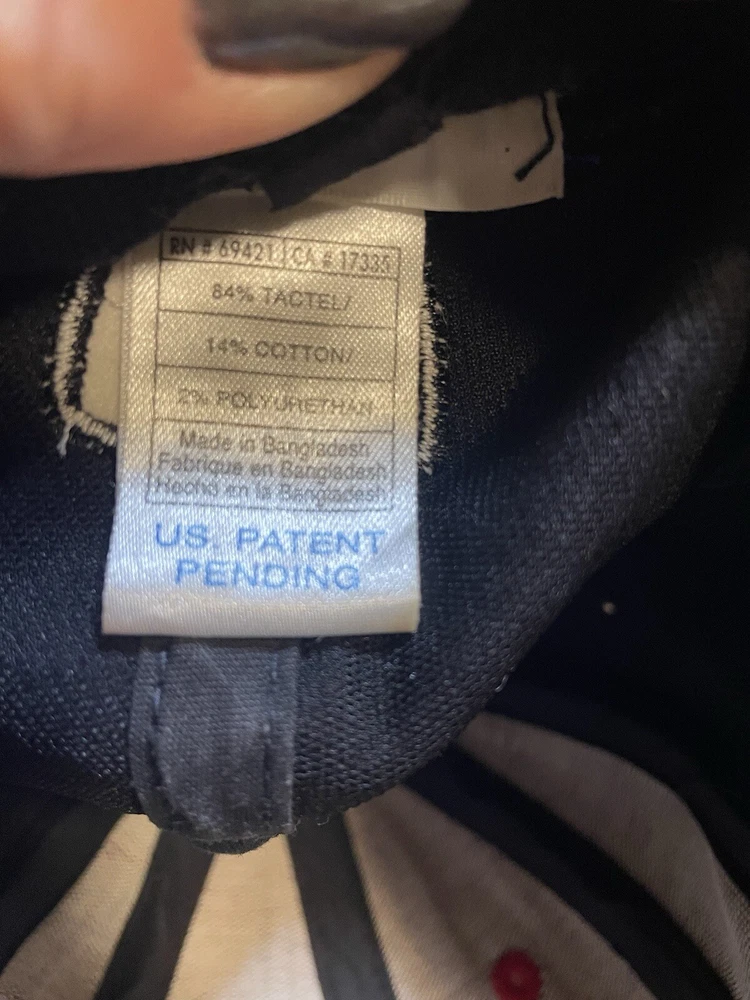 RN # 69421 CA # 17335
84% TACTEL/
14% COTTON/
2% POLYURETHAN
Made in Bangladesh
Fabriqué en Bangladesh
Hecho en la Bangladesh
US. PATENT
PENDING